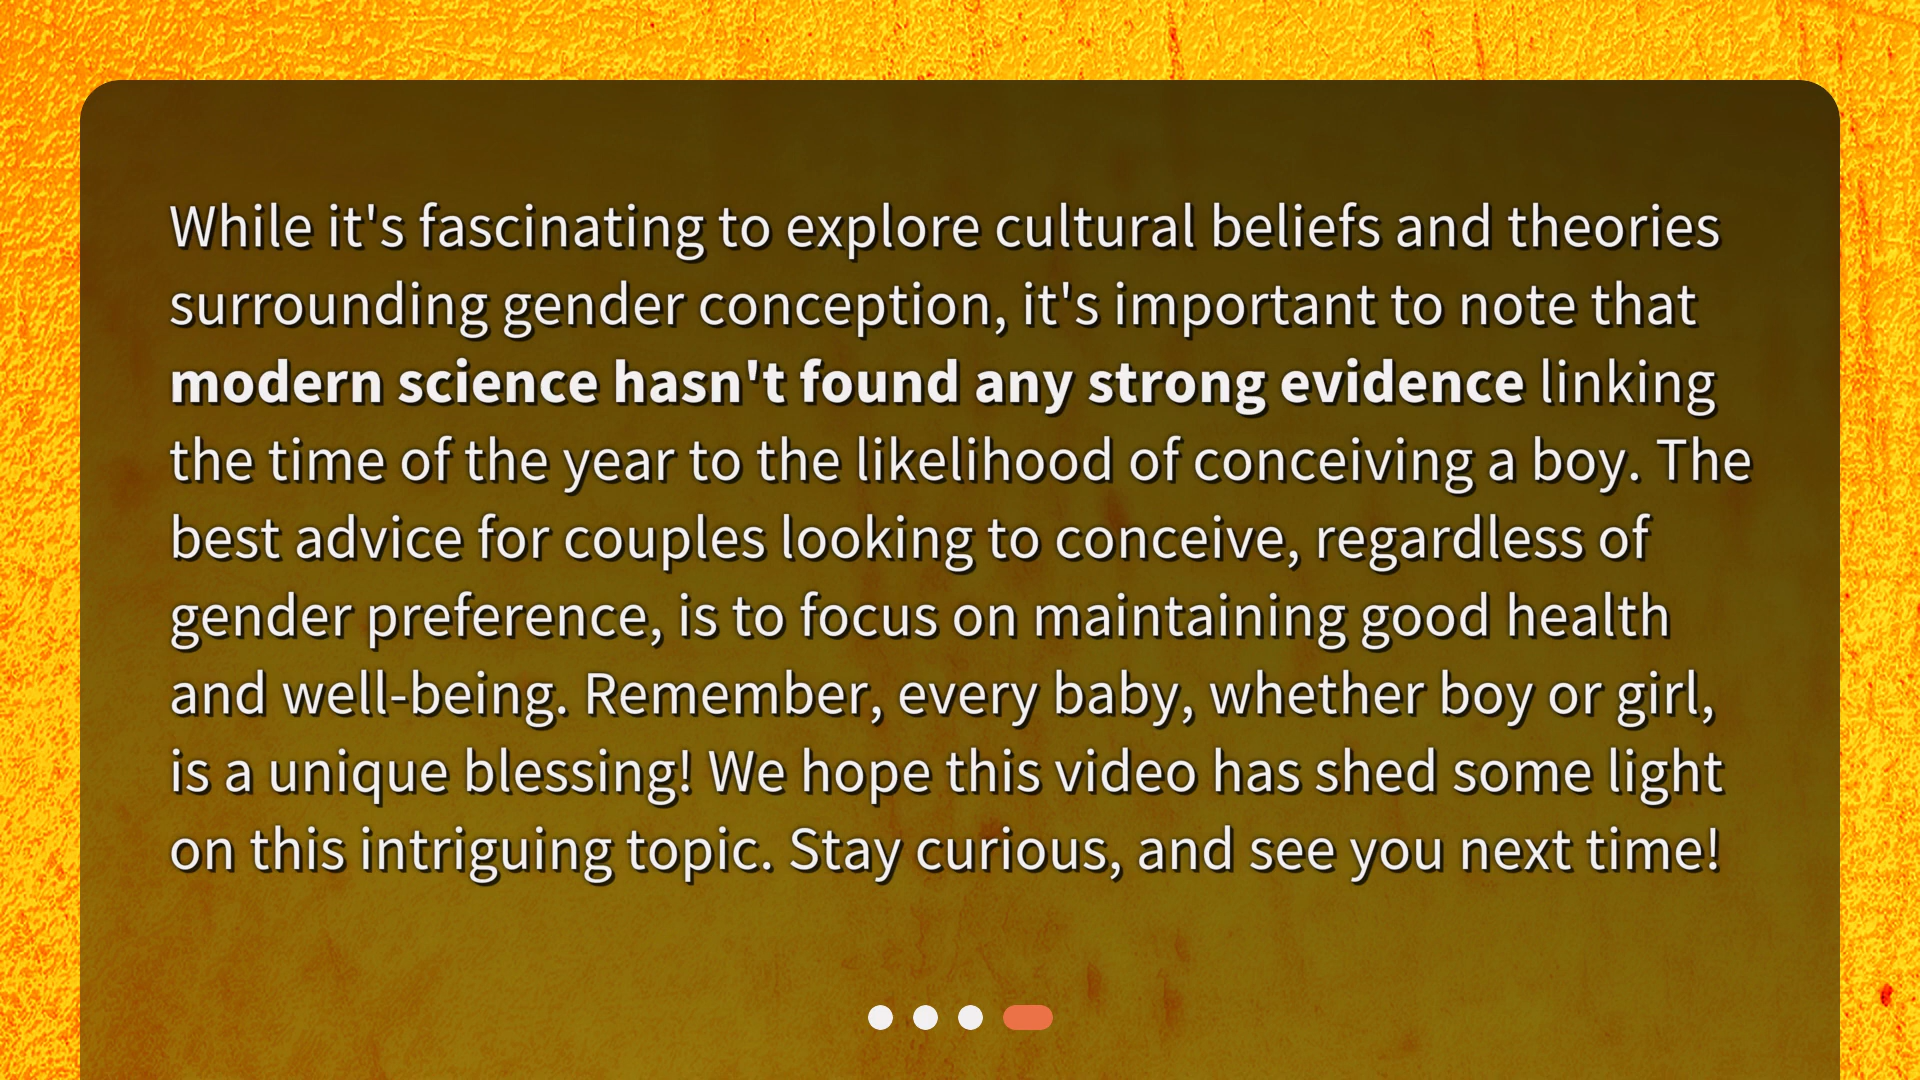 While it's fascinating to explore cultural beliefs and theories
surrounding gender conception, it's important to note that
modern science hasn't found any strong evidence linking
the time of the year to the likelihood of conceiving a boy. The
best advice for couples looking to conceive, regardless of
gender preference, is to focus on maintaining good health
and well-being. Remember, every baby, whether boy or girl,
is a unique blessing! We hope this video has shed some light
on this intriguing topic. Stay curious, and see you next time!